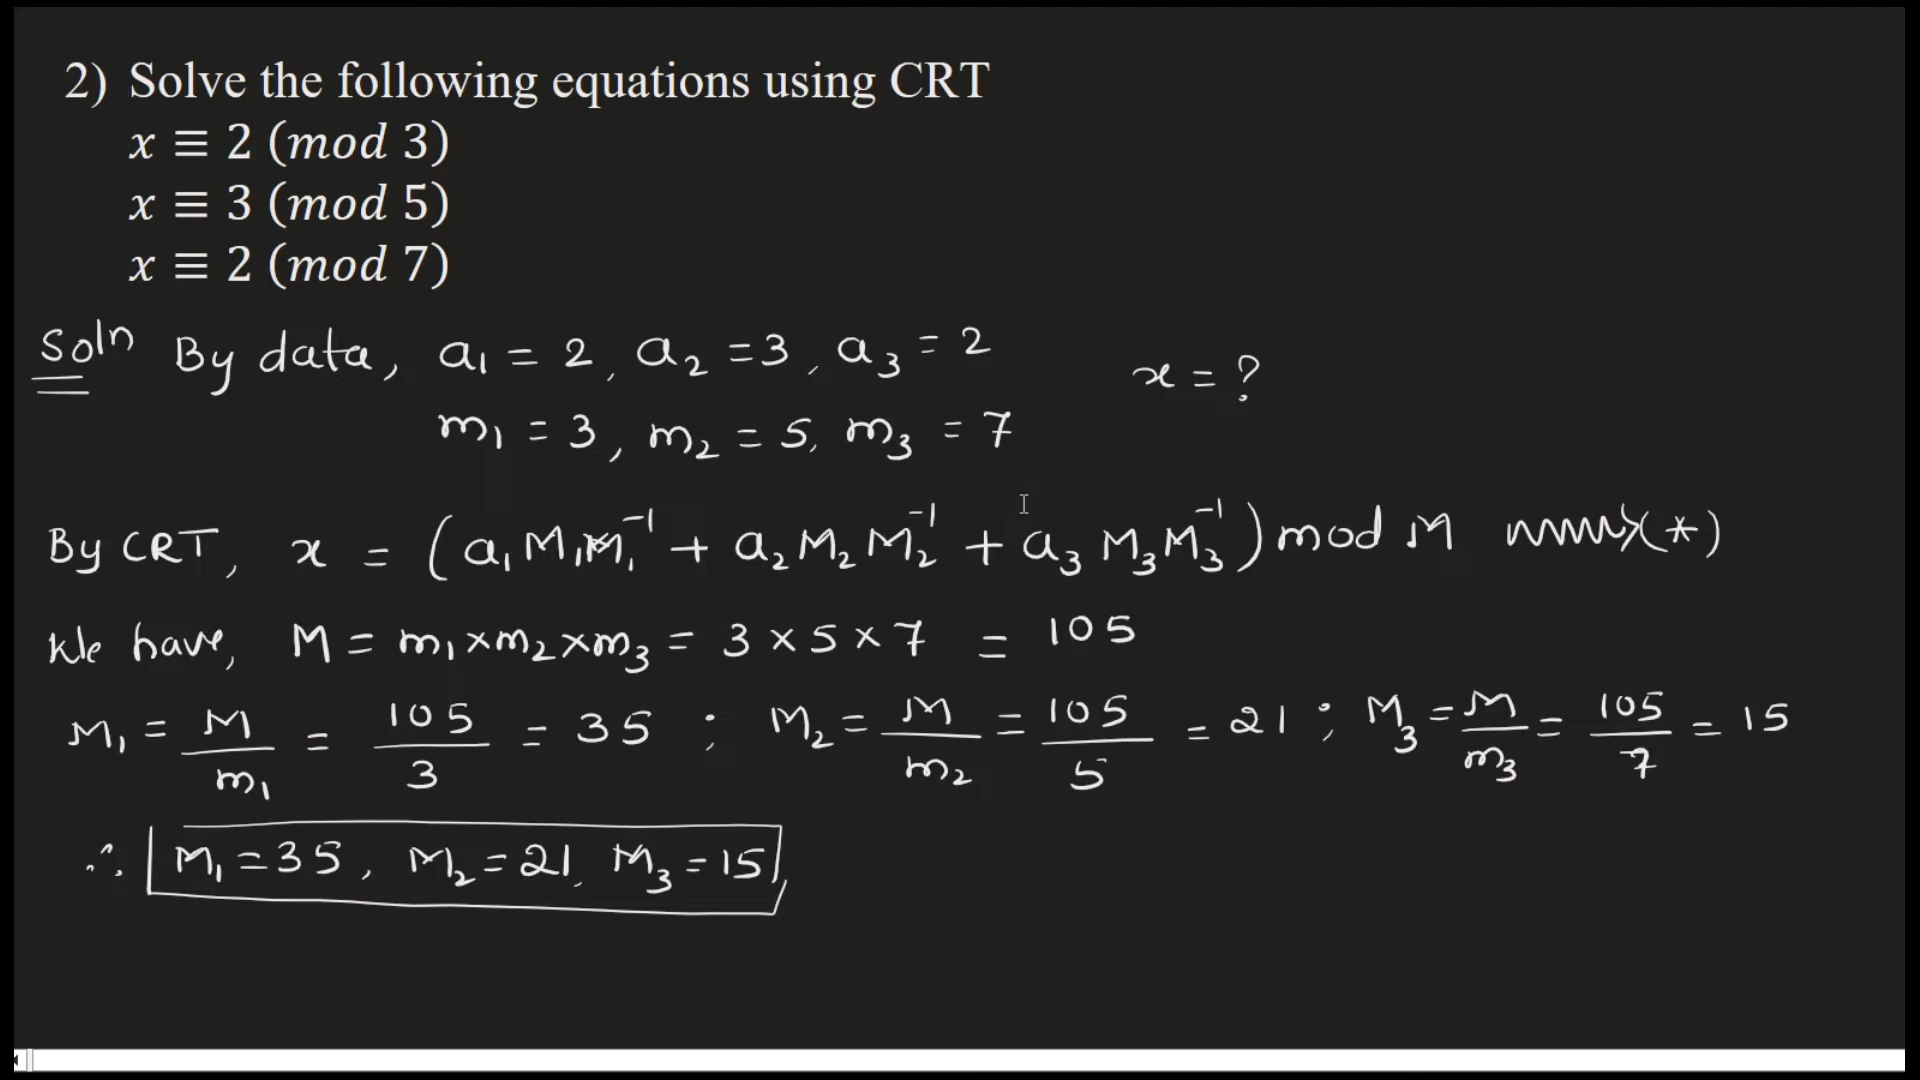 2) Solve the following equations using CRT
x ≡ 2 (mod 3)
x ≡ 3 (mod 5)
x ≡ 2 (mod 7)
Soln By data, a₁ = 2, a₂ = 3, a₃ = 2 x = ?
m₁ = 3, m₂ = 5, m₃ = 7
By CRT, x = (a₁M₁M₁⁻¹ + a₂M₂M₂⁻¹ + a₃M₃M₃⁻¹) mod M (*)
We have, M = m₁×m₂×m₃ = 3 × 5 × 7 = 105
M₁ = M/m₁ = 105/3 = 35 ; M₂ = M/m₂ = 105/5 = 21 ; M₃ = M/m₃ = 105/7 = 15
∴ M₁ = 35, M₂ = 21, M₃ = 15